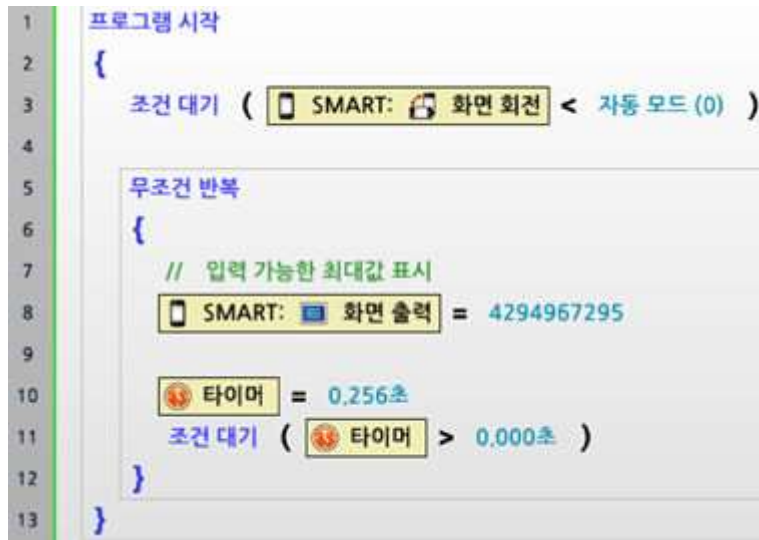 1 프로그램 시작
2 {
3 조건 대기 ( SMART: 화면 회전 < 자동 모드 (0) )
4
5 무조건 반복
6 {
7 // 입력 가능한 최대값 표시
8 SMART: 화면 출력 = 4294967295
9
10 타이머 = 0.256초
11 조건 대기 ( 타이머 > 0.000초 )
12 }
13 }